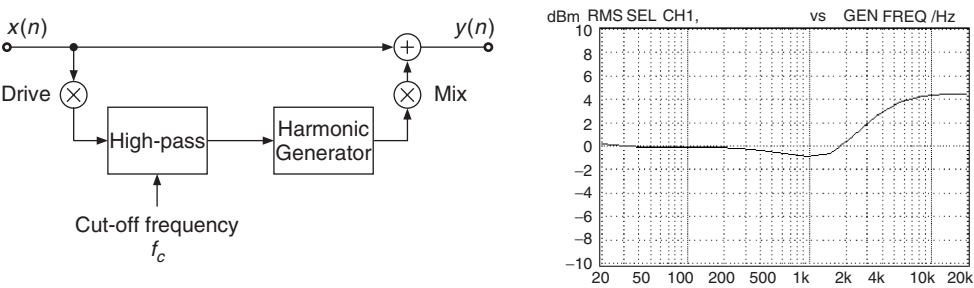 x(n)
y(n)
Drive
Mix
High-pass
Harmonic
Generator
Cut-off frequency
fc
dBm RMS SEL CH1, vs GEN FREQ /Hz
10
8
6
4
2
0
−2
−4
−6
−8
−10
20 50 100 200 500 1k 2k 4k 10k 20k